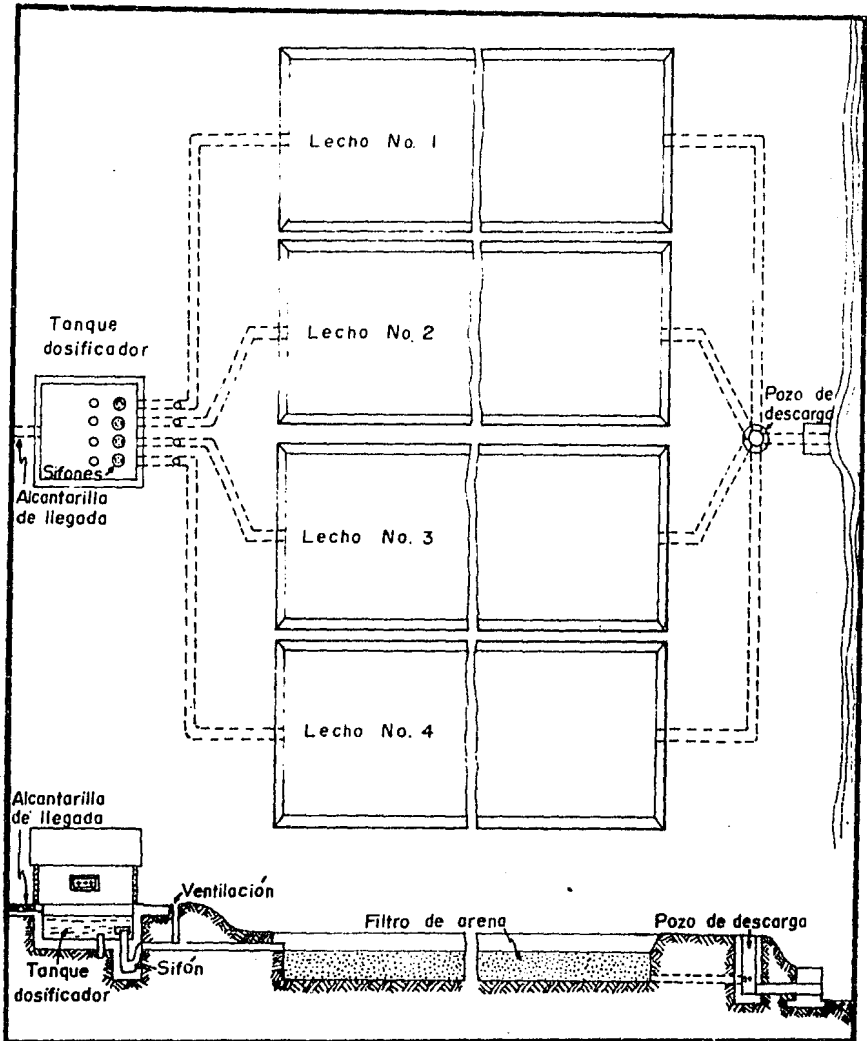 Lecho No. 1
Tanque
dosificador
Lecho No. 2
Pozo de
descarga
Sifones
Alcantarilla
de llegada
Lecho No. 3
Lecho No. 4
Alcantarilla
de llegada
Ventilación
Filtro de arena
Pozo de descarga
Tanque
dosificador
Sifón